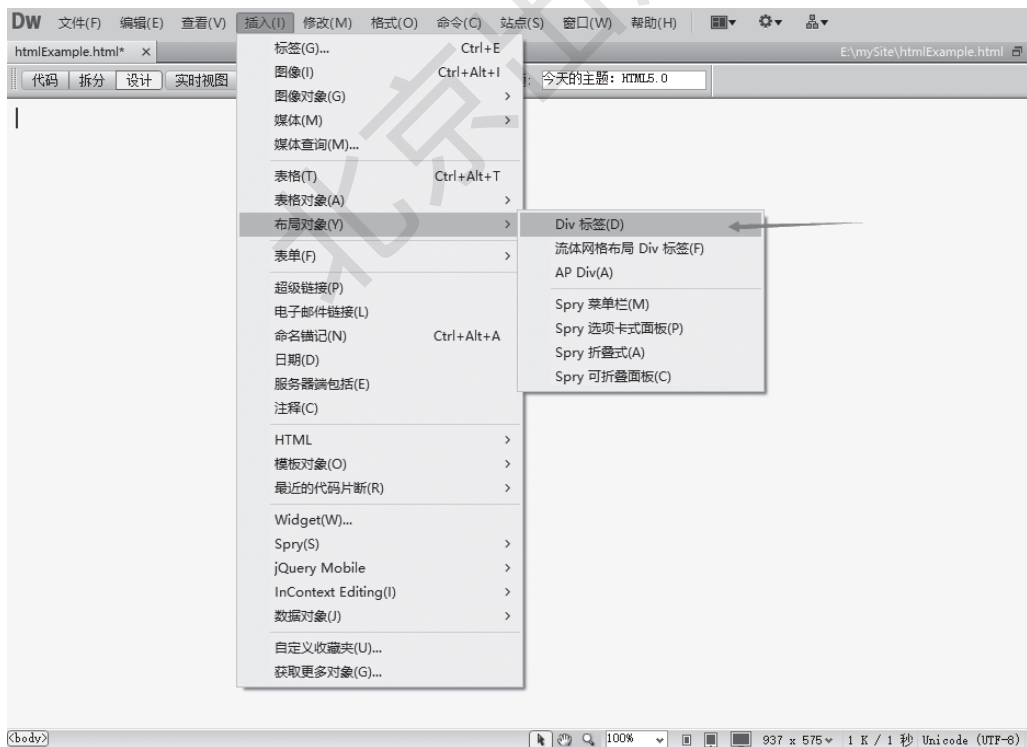 DW 文件(F) 编辑(E) 查看(V) 插入(I) 修改(M) 格式(O) 命令(C) 站点(S) 窗口(W) 帮助(H)
htmlExample.html* × E:\mySite\htmlExample.html
代码 拆分 设计 实时视图 今天的主题: HTML5.0
标签(G)... Ctrl+E
图像(I) Ctrl+Alt+I
图像对象(G)
媒体(M)
媒体查询(M)...
表格(T) Ctrl+Alt+T
表格对象(A)
布局对象(Y)
Div 标签(D)
流体网格布局 Div 标签(F)
AP Div(A)
Spry 菜单栏(M)
Spry 选项卡式面板(P)
Spry 折叠式(A)
Spry 可折叠面板(C)
表单(F)
超级链接(P)
电子邮件链接(L)
命名锚记(N) Ctrl+Alt+A
日期(D)
服务器端包括(E)
注释(C)
HTML
模板对象(O)
最近的代码片断(R)
Widget(W)...
Spry(S)
jQuery Mobile
InContext Editing(I)
数据对象(J)
自定义收藏夹(U)...
获取更多对象(G)...
<body> 100% 937 x 575 1 K / 1 秒 Unicode (UTF-8)
北京